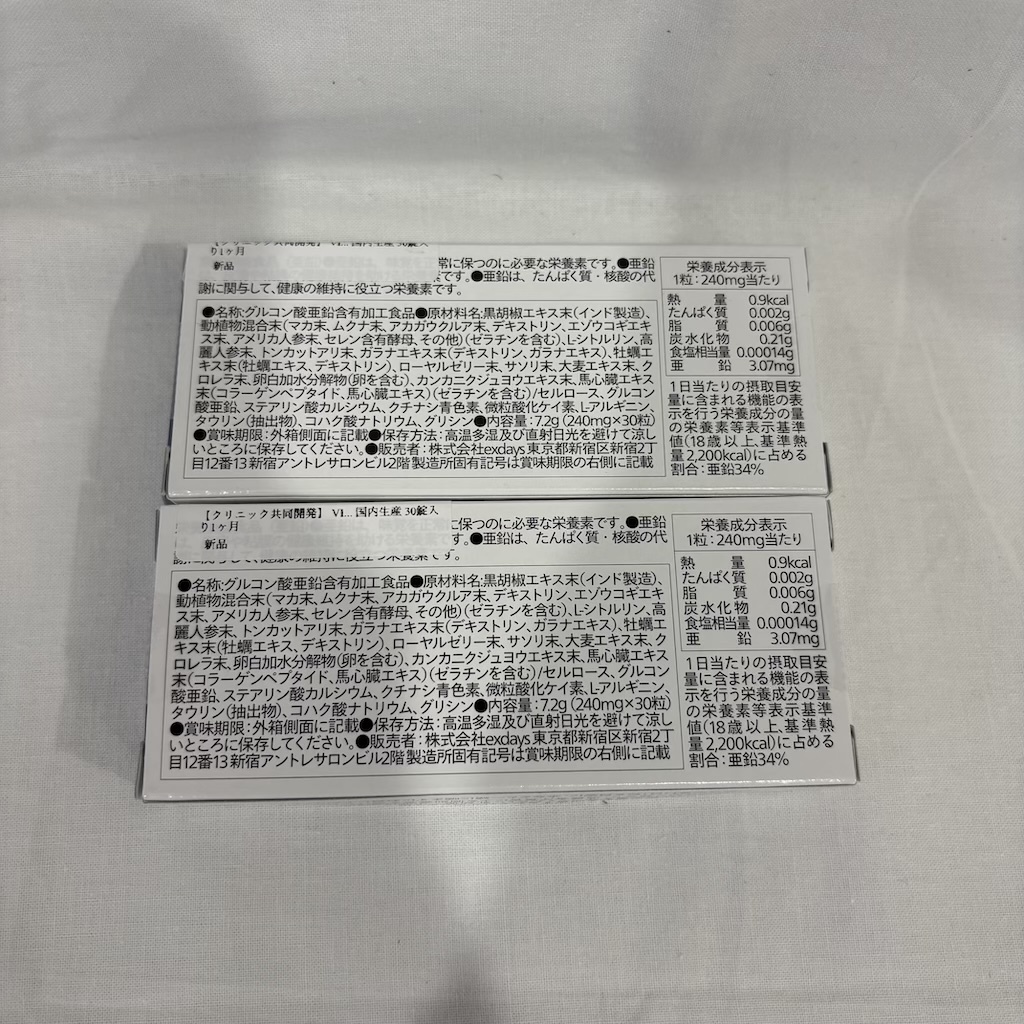 【クリニック共同開発】 VI... 国内生産 30錠入
り1ヶ月
新品
常に保つのに必要な栄養素です。●亜鉛
です。●亜鉛は、たんぱく質・核酸の代
謝に関与して、健康の維持に役立つ栄養素です。
●名称:グルコン酸亜鉛含有加工食品●原材料名:黒胡椒エキス末(インド製造)、
動植物混合末(マカ末、ムクナ末、アカガウクルア末、デキストリン、エゾウコギエキ
ス末、アメリカ人参末、セレン含有酵母、その他)(ゼラチンを含む)、L-シトルリン、高
麗人参末、トンカットアリ末、ガラナエキス末(デキストリン、ガラナエキス)、牡蠣エ
キス末(牡蠣エキス、デキストリン)、ローヤルゼリー末、サソリ末、大麦エキス末、ク
ロレラ末、卵白加水分解物(卵を含む)、カンカニクジュヨウエキス末、馬心臓エキス
末(コラーゲンペプタイド、馬心臓エキス)(ゼラチンを含む)/セルロース、グルコン
酸亜鉛、ステアリン酸カルシウム、クチナシ青色素、微粒酸化ケイ素、L-アルギニン、
タウリン(抽出物)、コハク酸ナトリウム、グリシン●内容量:7.2g(240mg×30粒)
●賞味期限:外箱側面に記載●保存方法:高温多湿及び直射日光を避けて涼し
いところに保存してください。●販売者:株式会社exdays東京都新宿区新宿2丁
目12番13新宿アントレサロンビル2階 製造所固有記号は賞味期限の右側に記載
栄養成分表示
1粒:240mg当たり
熱量 0.9kcal
たんぱく質 0.002g
脂質 0.006g
炭水化物 0.21g
食塩相当量 0.00014g
亜鉛 3.07mg
1日当たりの摂取目安
量に含まれる機能の表
示を行う栄養成分の量
の栄養素等表示基準
値(18歳以上、基準熱
量2,200kcal)に占める
割合:亜鉛34%
【クリニック共同開発】 VI... 国内生産 30錠入
り1ヶ月
新品
に保つのに必要な栄養素です。●亜鉛
す。●亜鉛は、たんぱく質・核酸の代
●名称:グルコン酸亜鉛含有加工食品●原材料名:黒胡椒エキス末(インド製造)、
動植物混合末(マカ末、ムクナ末、アカガウクルア末、デキストリン、エゾウコギエキ
ス末、アメリカ人参末、セレン含有酵母、その他)(ゼラチンを含む)、L-シトルリン、高
麗人参末、トンカットアリ末、ガラナエキス末(デキストリン、ガラナエキス)、牡蠣エ
キス末(牡蠣エキス、デキストリン)、ローヤルゼリー末、サソリ末、大麦エキス末、ク
ロレラ末、卵白加水分解物(卵を含む)、カンカニクジュヨウエキス末、馬心臓エキス
末(コラーゲンペプタイド、馬心臓エキス)(ゼラチンを含む)/セルロース、グルコン
酸亜鉛、ステアリン酸カルシウム、クチナシ青色素、微粒酸化ケイ素、L-アルギニン、
タウリン(抽出物)、コハク酸ナトリウム、グリシン●内容量:7.2g(240mg×30粒)
●賞味期限:外箱側面に記載●保存方法:高温多湿及び直射日光を避けて涼し
いところに保存してください。●販売者:株式会社exdays東京都新宿区新宿2丁
目12番13新宿アントレサロンビル2階 製造所固有記号は賞味期限の右側に記載
栄養成分表示
1粒:240mg当たり
熱量 0.9kcal
たんぱく質 0.002g
脂質 0.006g
炭水化物 0.21g
食塩相当量 0.00014g
亜鉛 3.07mg
1日当たりの摂取目安
量に含まれる機能の表
示を行う栄養成分の量
の栄養素等表示基準
値(18歳以上、基準熱
量2,200kcal)に占める
割合:亜鉛34%